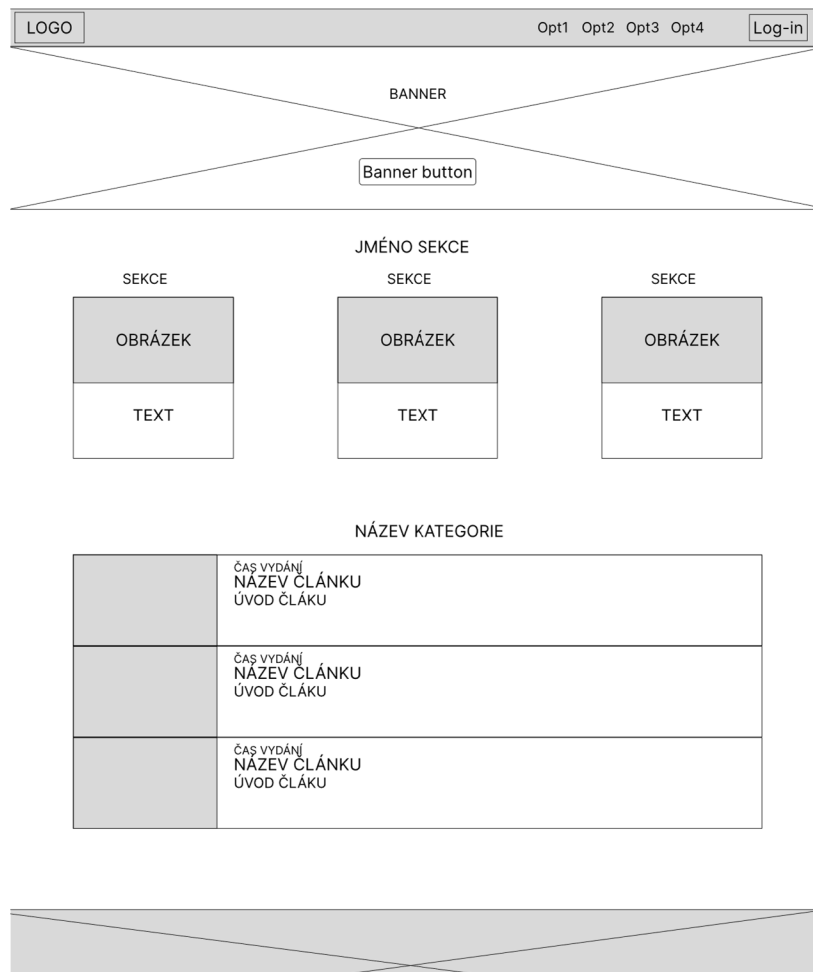 LOGO Opt1 Opt2 Opt3 Opt4 Log-in
BANNER
Banner button
JMÉNO SEKCE
SEKCE SEKCE SEKCE
OBRÁZEK OBRÁZEK OBRÁZEK
TEXT TEXT TEXT
NÁZEV KATEGORIE
ČAS VYDÁNÍ
NÁZEV ČLÁNKU
ÚVOD ČLÁKU
ČAS VYDÁNÍ
NÁZEV ČLÁNKU
ÚVOD ČLÁKU
ČAS VYDÁNÍ
NÁZEV ČLÁNKU
ÚVOD ČLÁKU